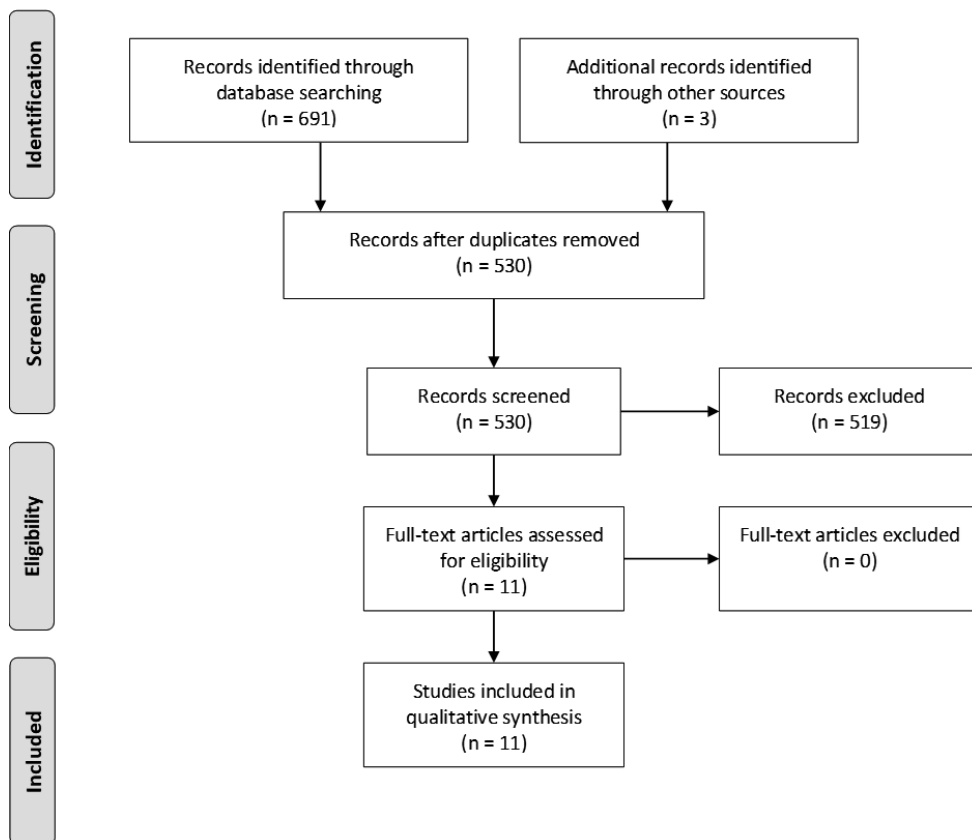 Identification
Records identified through
database searching
(n = 691)
Additional records identified
through other sources
(n = 3)
Screening
Records after duplicates removed
(n = 530)
Records screened
(n = 530)
Records excluded
(n = 519)
Eligibility
Full-text articles assessed
for eligibility
(n = 11)
Full-text articles excluded
(n = 0)
Included
Studies included in
qualitative synthesis
(n = 11)